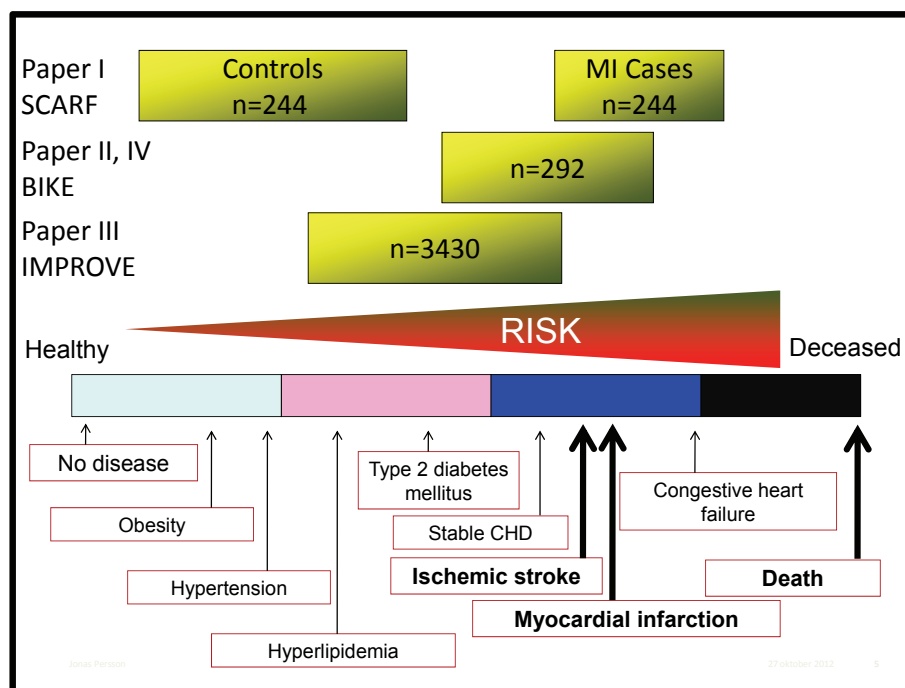 Paper I
SCARF
Controls
n=244
MI Cases
n=244
Paper II, IV
BIKE
n=292
Paper III
IMPROVE
n=3430
RISK
Healthy
Deceased
No disease
Obesity
Hypertension
Hyperlipidemia
Type 2 diabetes
mellitus
Stable CHD
Ischemic stroke
Myocardial infarction
Congestive heart
failure
Death
Jonas Persson
27 oktober 2012
5